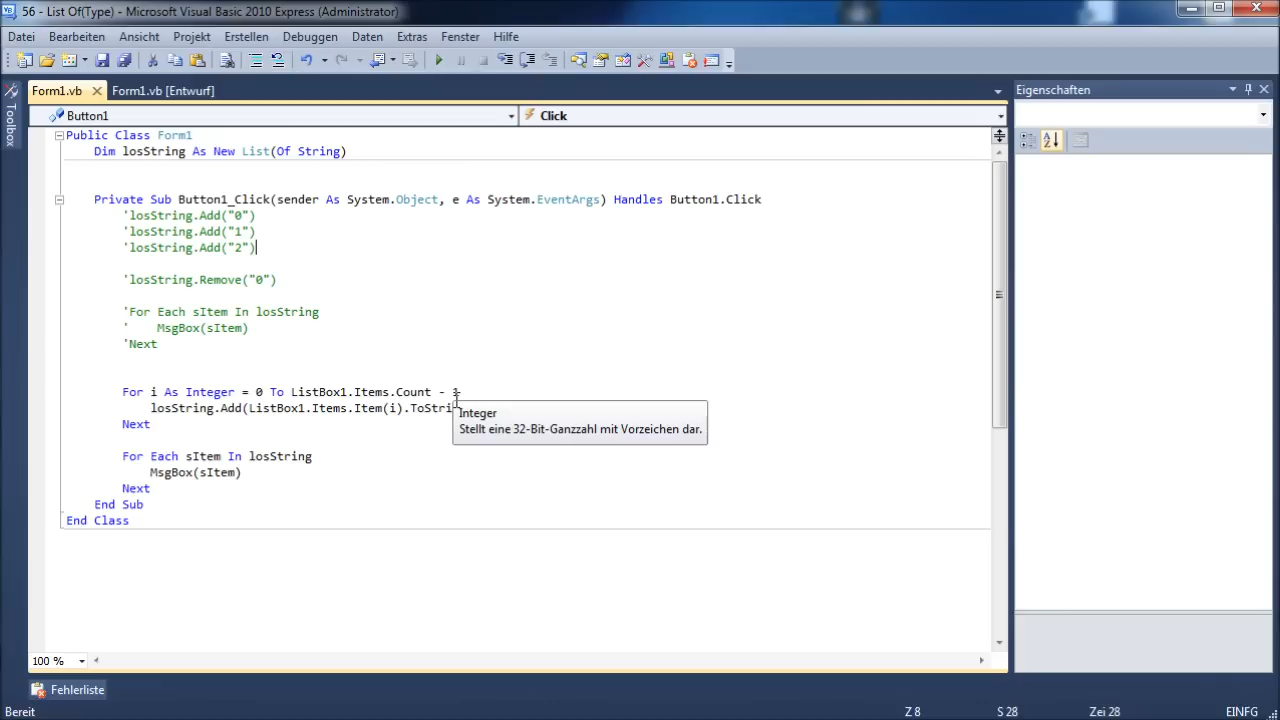 56 - List Of(Type) - Microsoft Visual Basic 2010 Express (Administrator)
Datei Bearbeiten Ansicht Projekt Erstellen Debuggen Daten Extras Fenster Hilfe
Form1.vb Form1.vb [Entwurf]
Eigenschaften
Toolbox
Button1 Click
Public Class Form1
Dim losString As New List(Of String)
Private Sub Button1_Click(sender As System.Object, e As System.EventArgs) Handles Button1.Click
'losString.Add("0")
'losString.Add("1")
'losString.Add("2")
'losString.Remove("0")
'For Each sItem In losString
' MsgBox(sItem)
'Next
For i As Integer = 0 To ListBox1.Items.Count - 1
losString.Add(ListBox1.Items.Item(i).ToStri
Integer
Stellt eine 32-Bit-Ganzzahl mit Vorzeichen dar.
Next
For Each sItem In losString
MsgBox(sItem)
Next
End Sub
End Class
100 %
Fehlerliste
Bereit Z 8 S 28 Zei 28 EINFG